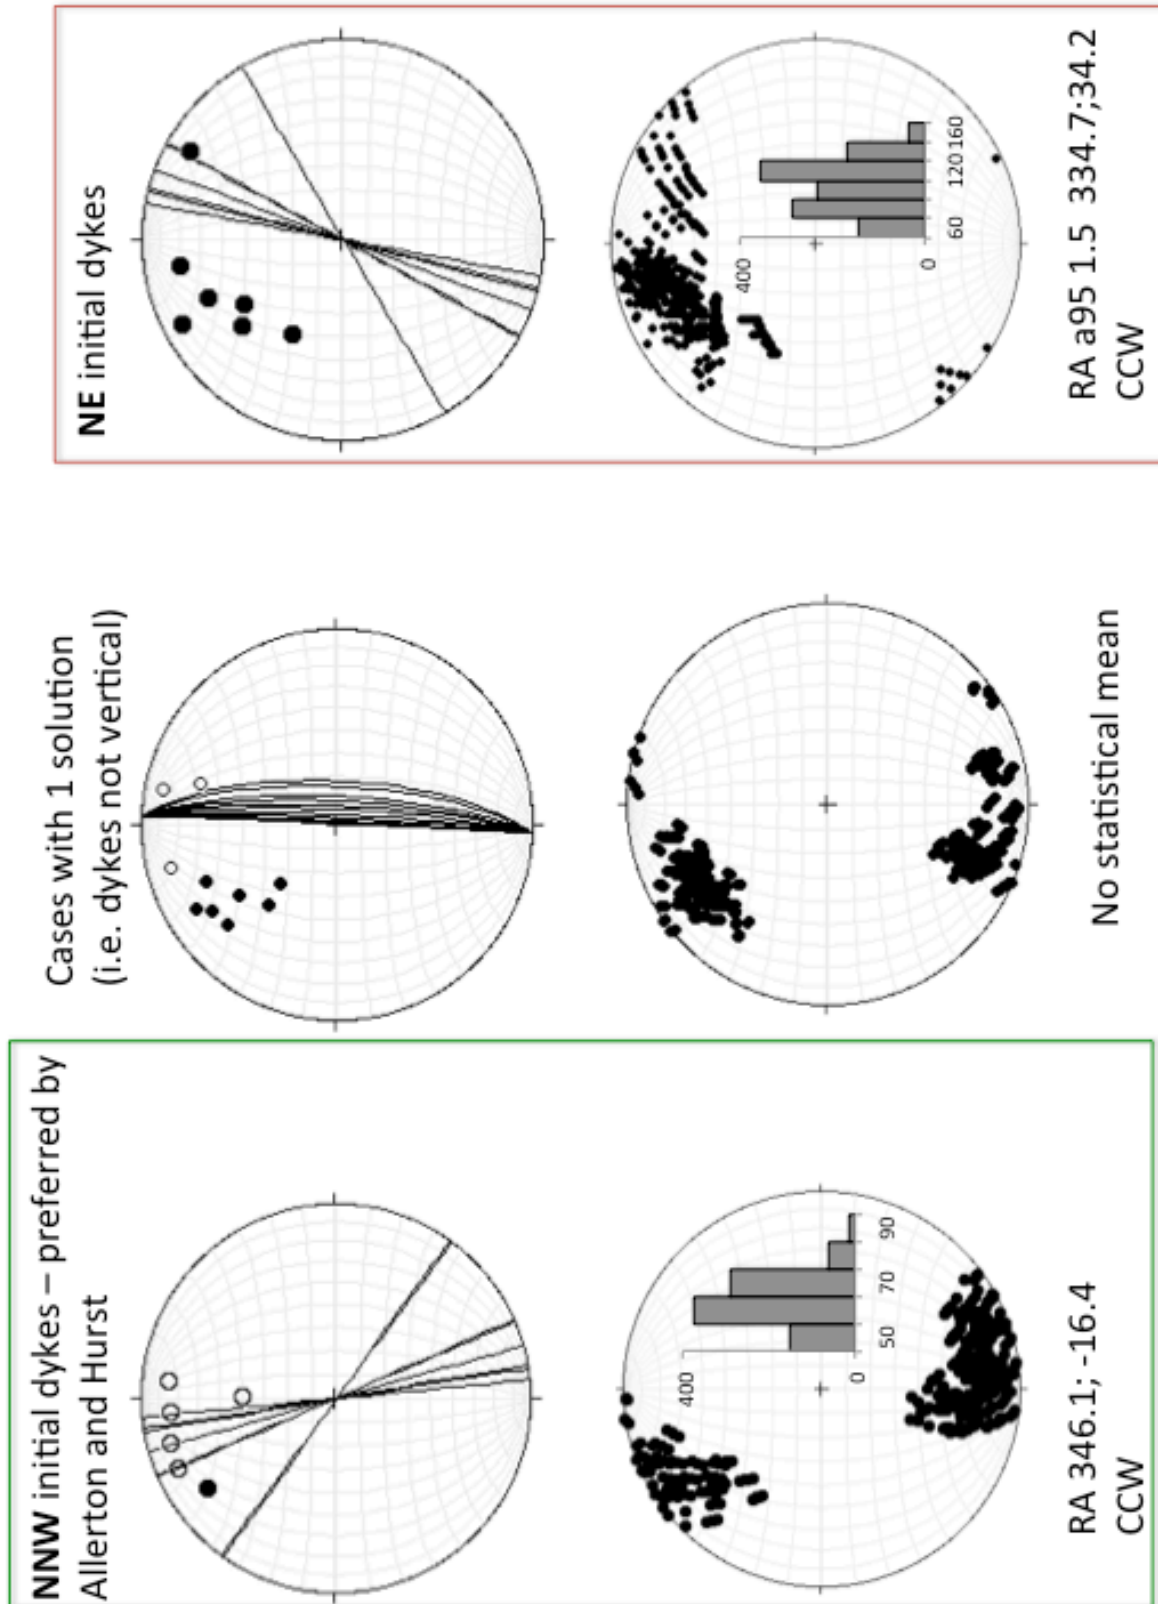 NNW initial dykes – preferred by
Allerton and Hurst
400
0
50
70
90
RA 346.1; -16.4
CCW
Cases with 1 solution
(i.e. dykes not vertical)
No statistical mean
NE initial dykes
400
0
60
120
160
RA a95 1.5 334.7;34.2
CCW